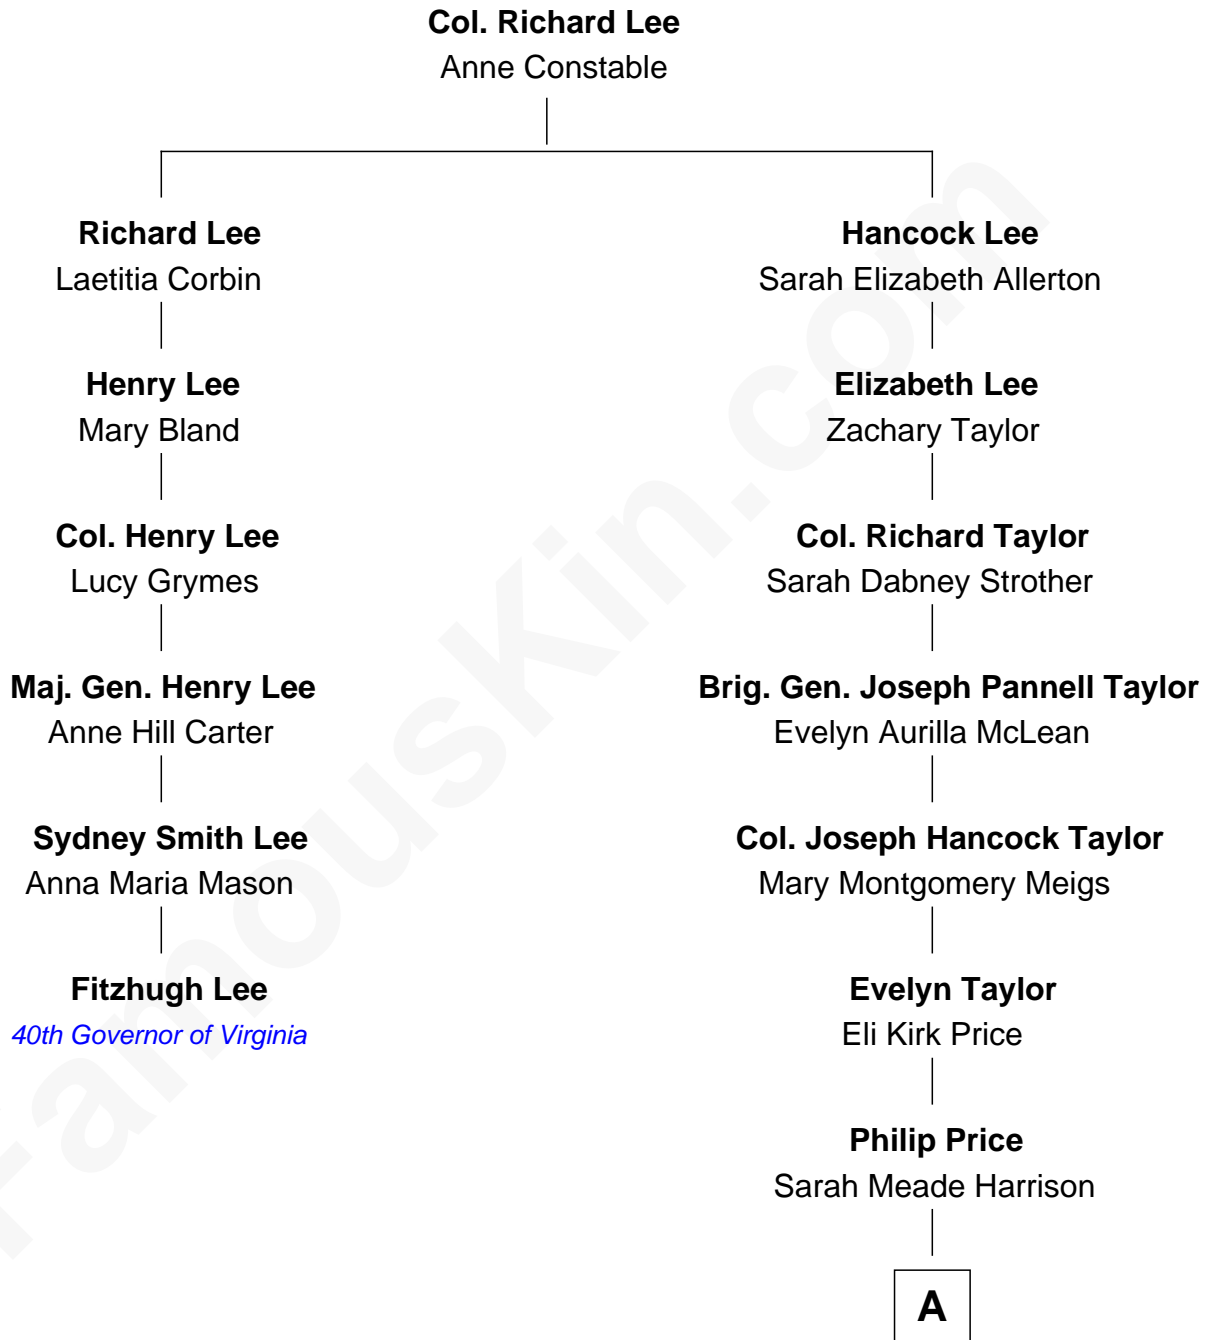 Col. Richard Lee
Anne Constable
Richard Lee
Laetitia Corbin
Henry Lee
Mary Bland
Col. Henry Lee
Lucy Grymes
Maj. Gen. Henry Lee
Anne Hill Carter
Sydney Smith Lee
Anna Maria Mason
Fitzhugh Lee
40th Governor of Virginia
Hancock Lee
Sarah Elizabeth Allerton
Elizabeth Lee
Zachary Taylor
Col. Richard Taylor
Sarah Dabney Strother
Brig. Gen. Joseph Pannell Taylor
Evelyn Aurilla McLean
Col. Joseph Hancock Taylor
Mary Montgomery Meigs
Evelyn Taylor
Eli Kirk Price
Philip Price
Sarah Meade Harrison
A
FamousKin.com